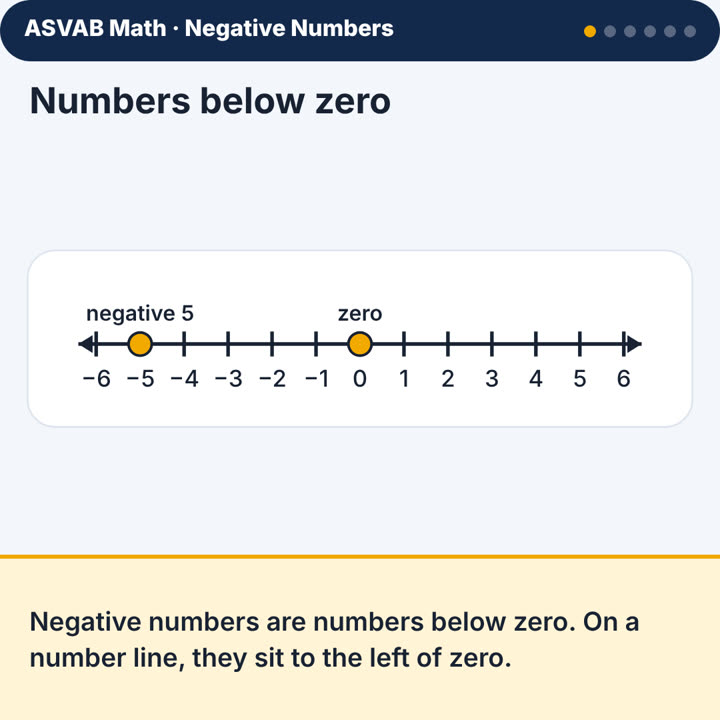 ASVAB Math · Negative Numbers
Numbers below zero
negative 5 zero
−6 −5 −4 −3 −2 −1 0 1 2 3 4 5 6
Negative numbers are numbers below zero. On a
number line, they sit to the left of zero.